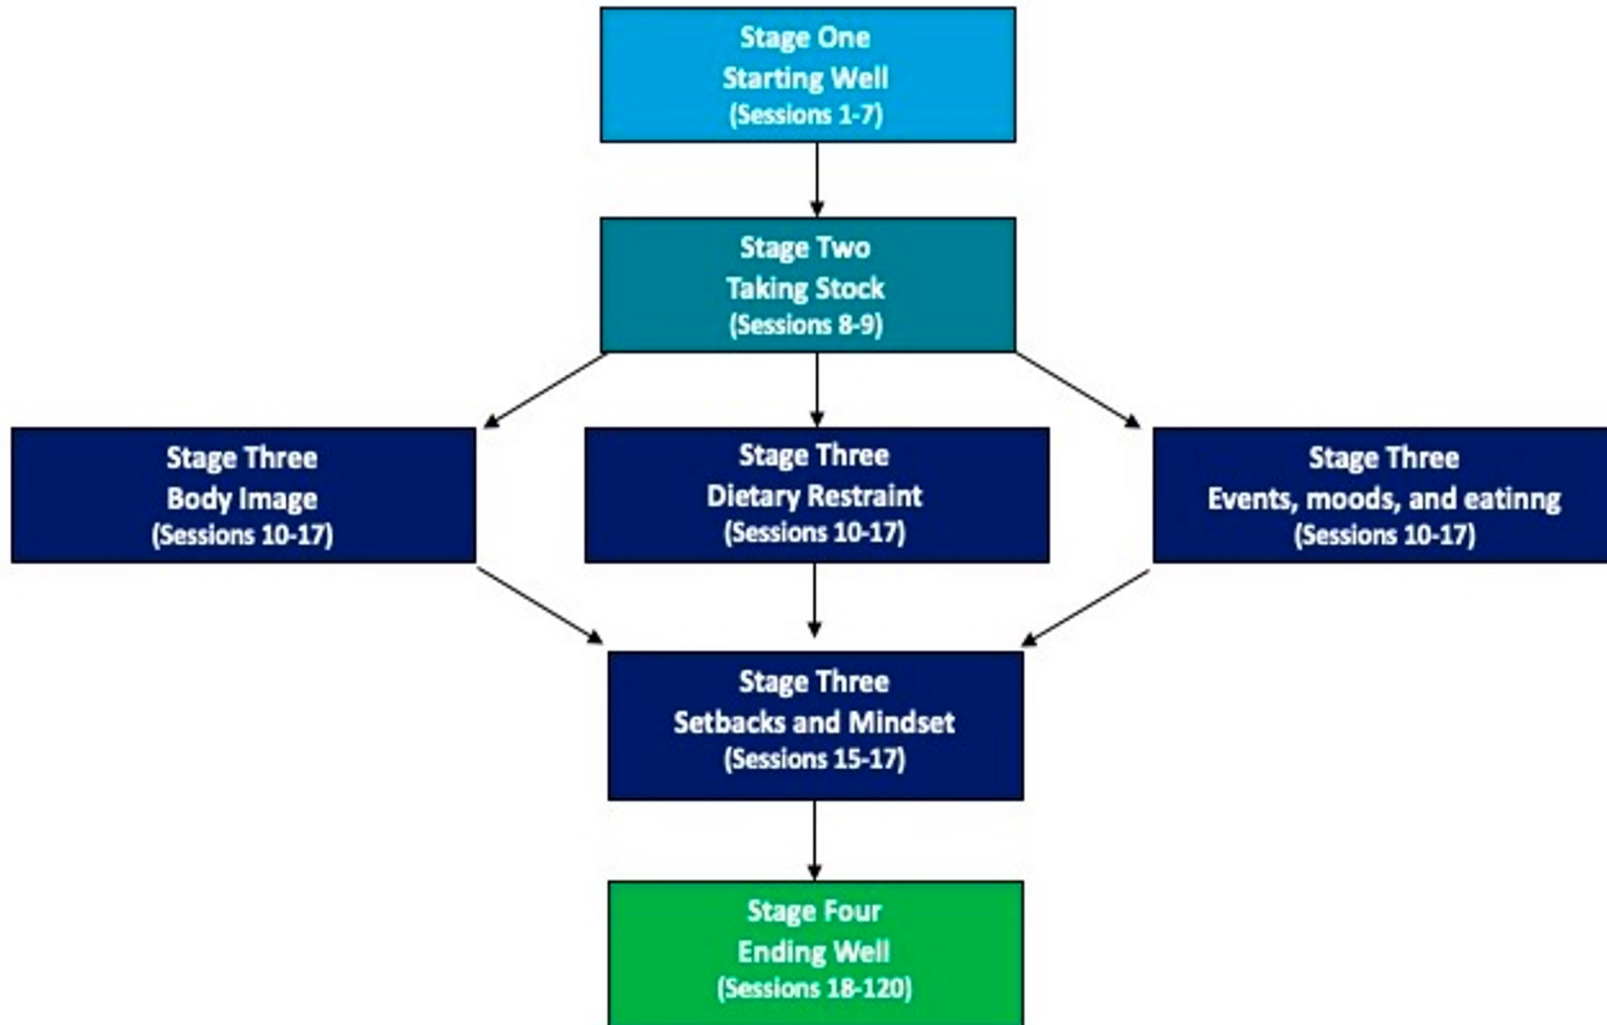 Stage One
Starting Well
(Sessions 1-7)
Stage Two
Taking Stock
(Sessions 8-9)
Stage Three
Body Image
(Sessions 10-17)
Stage Three
Dietary Restraint
(Sessions 10-17)
Stage Three
Events, moods, and eatinng
(Sessions 10-17)
Stage Three
Setbacks and Mindset
(Sessions 15-17)
Stage Four
Ending Well
(Sessions 18-120)